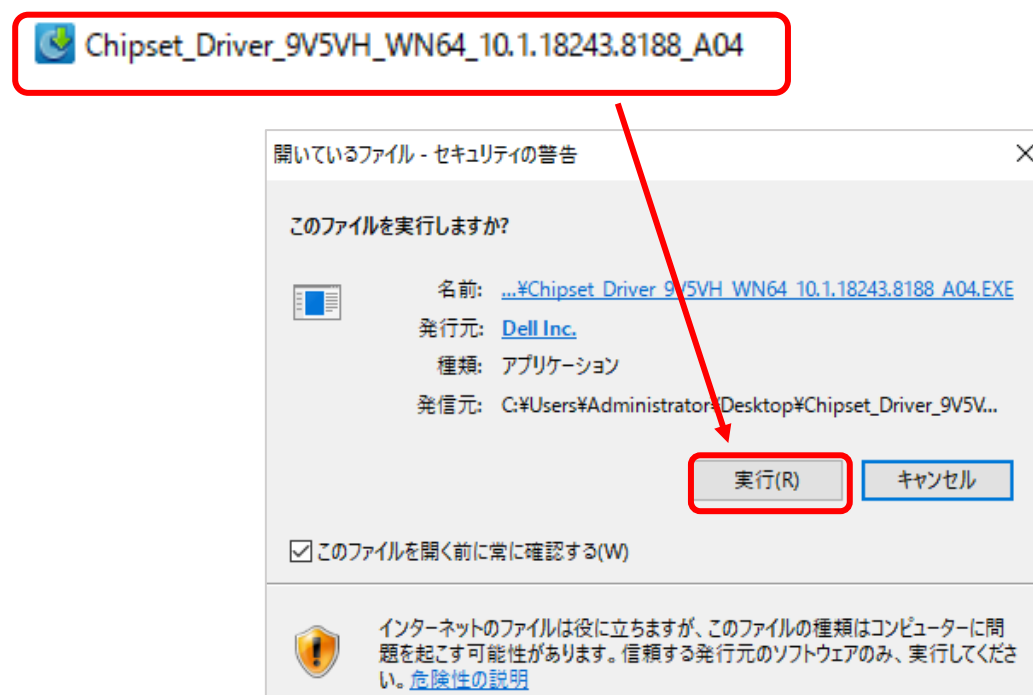 Chipset_Driver_9V5VH_WN64_10.1.18243.8188_A04
開いているファイル - セキュリティの警告
このファイルを実行しますか?
名前: ...¥Chipset_Driver_9V5VH_WN64_10.1.18243.8188_A04.EXE
発行元: Dell Inc.
種類: アプリケーション
発信元: C:¥Users¥Administrator¥Desktop¥Chipset_Driver_9V5V...
実行(R) キャンセル
このファイルを開く前に常に確認する(W)
インターネットのファイルは役に立ちますが、このファイルの種類はコンピューターに問
題を起こす可能性があります。信頼する発行元のソフトウェアのみ、実行してくださ
い。危険性の説明